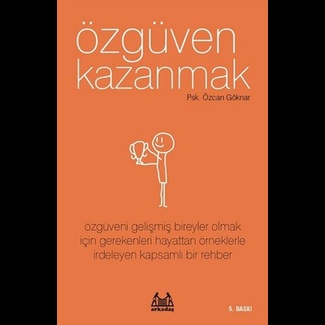 özgüven
kazanmak
Psk. Özcan Göknar
özgüveni gelişmiş bireyler olmak
için gerekenleri hayattan örneklerle
irdeleyen kapsamlı bir rehber
arkadaş
5. BASKI